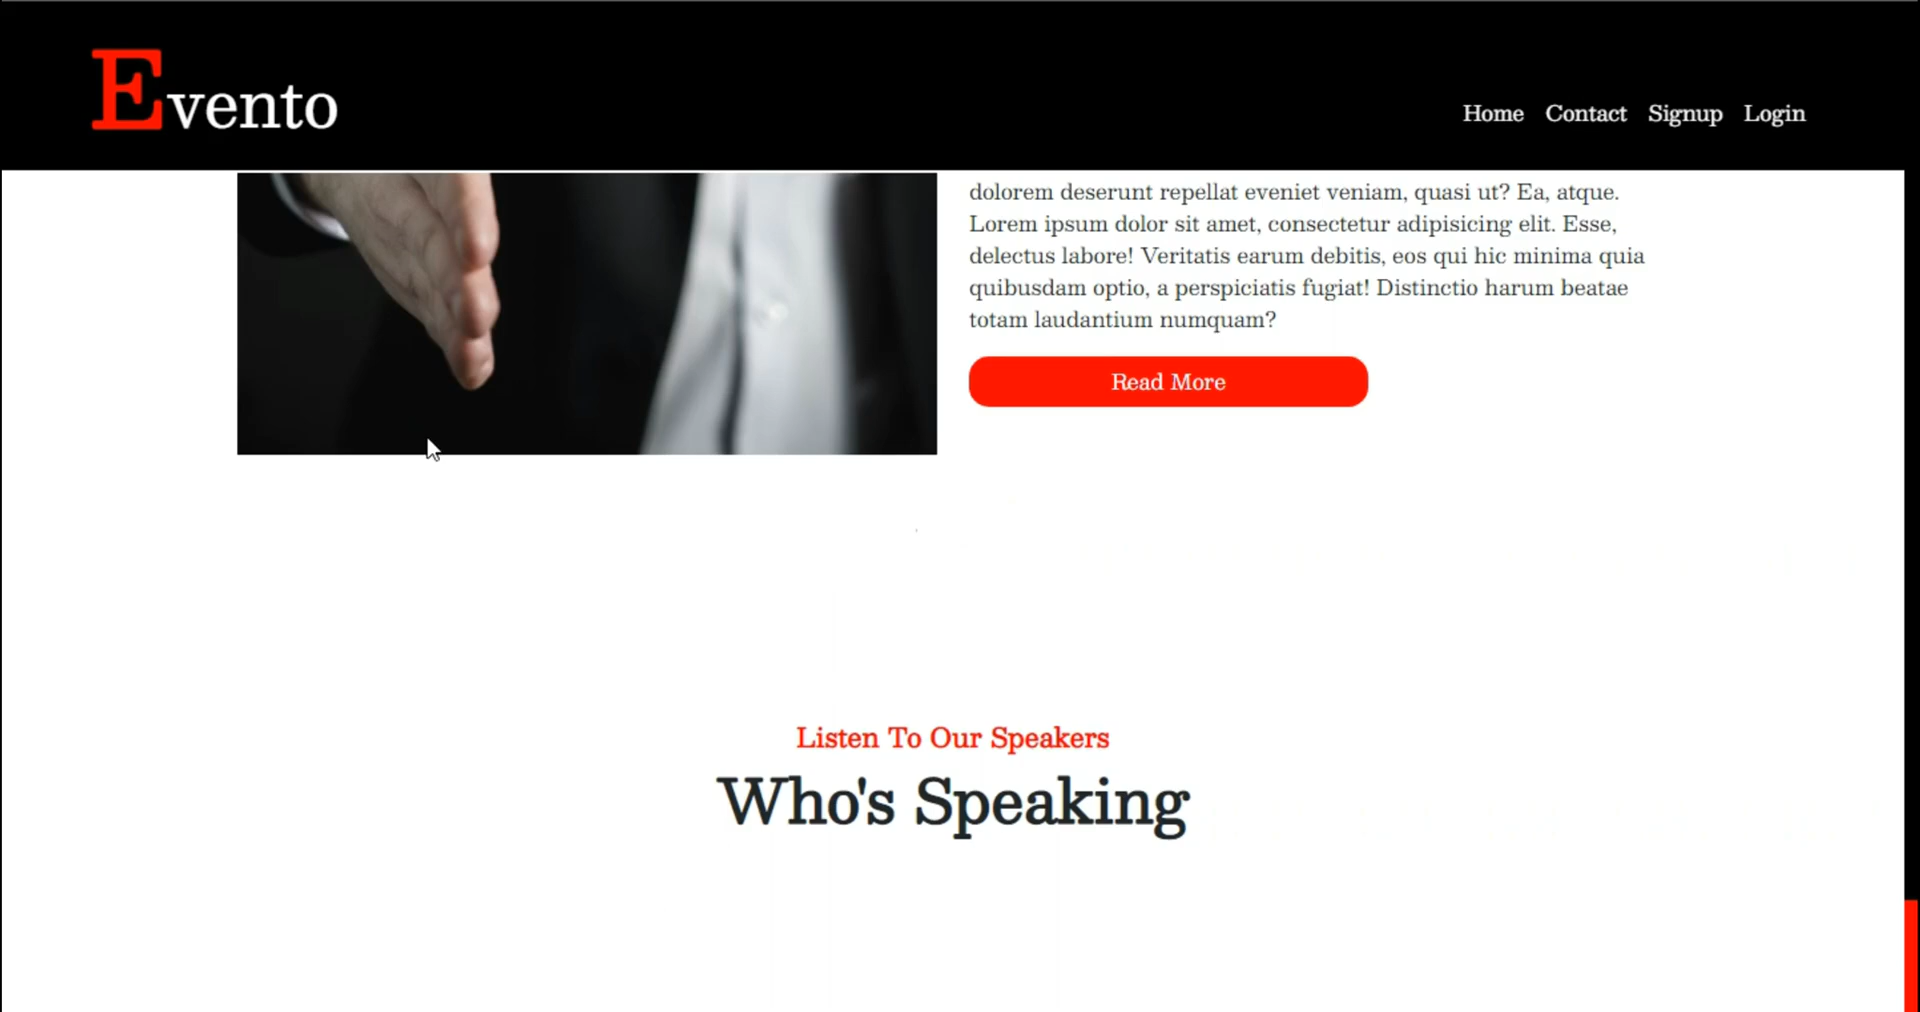 Evento
Home Contact Signup Login
dolorem deserunt repellat eveniet veniam, quasi ut? Ea, atque.
Lorem ipsum dolor sit amet, consectetur adipisicing elit. Esse,
delectus labore! Veritatis earum debitis, eos qui hic minima quia
quibusdam optio, a perspiciatis fugiat! Distinctio harum beatae
totam laudantium numquam?
Read More
Listen To Our Speakers
Who's Speaking